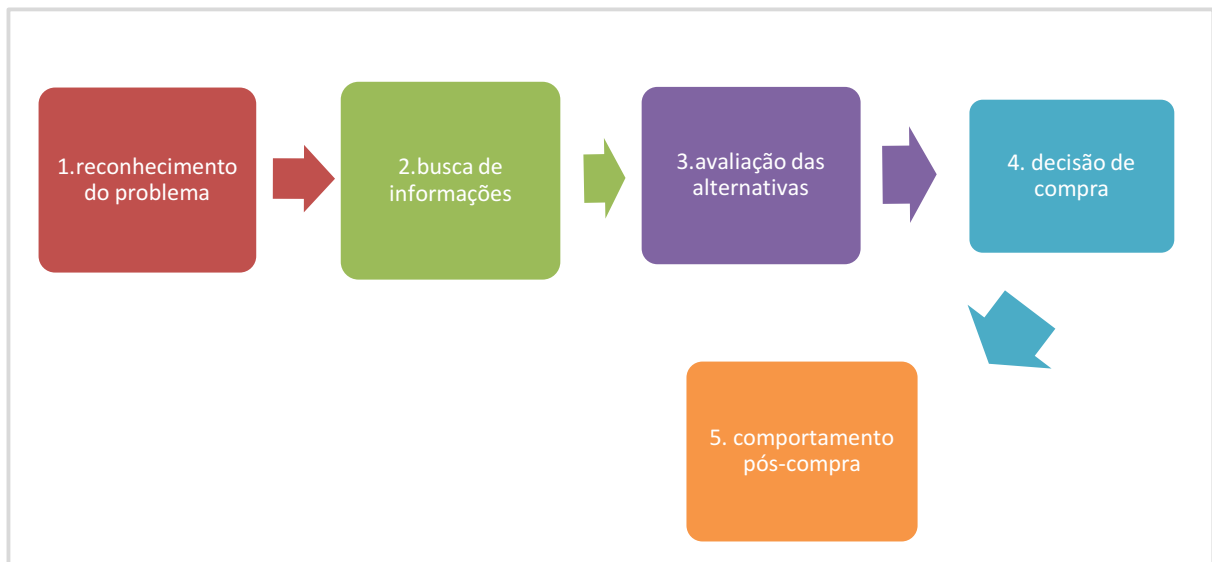 1.reconhecimento
do problema
2.busca de
informações
3.avaliação das
alternativas
4. decisão de
compra
5. comportamento
pós-compra